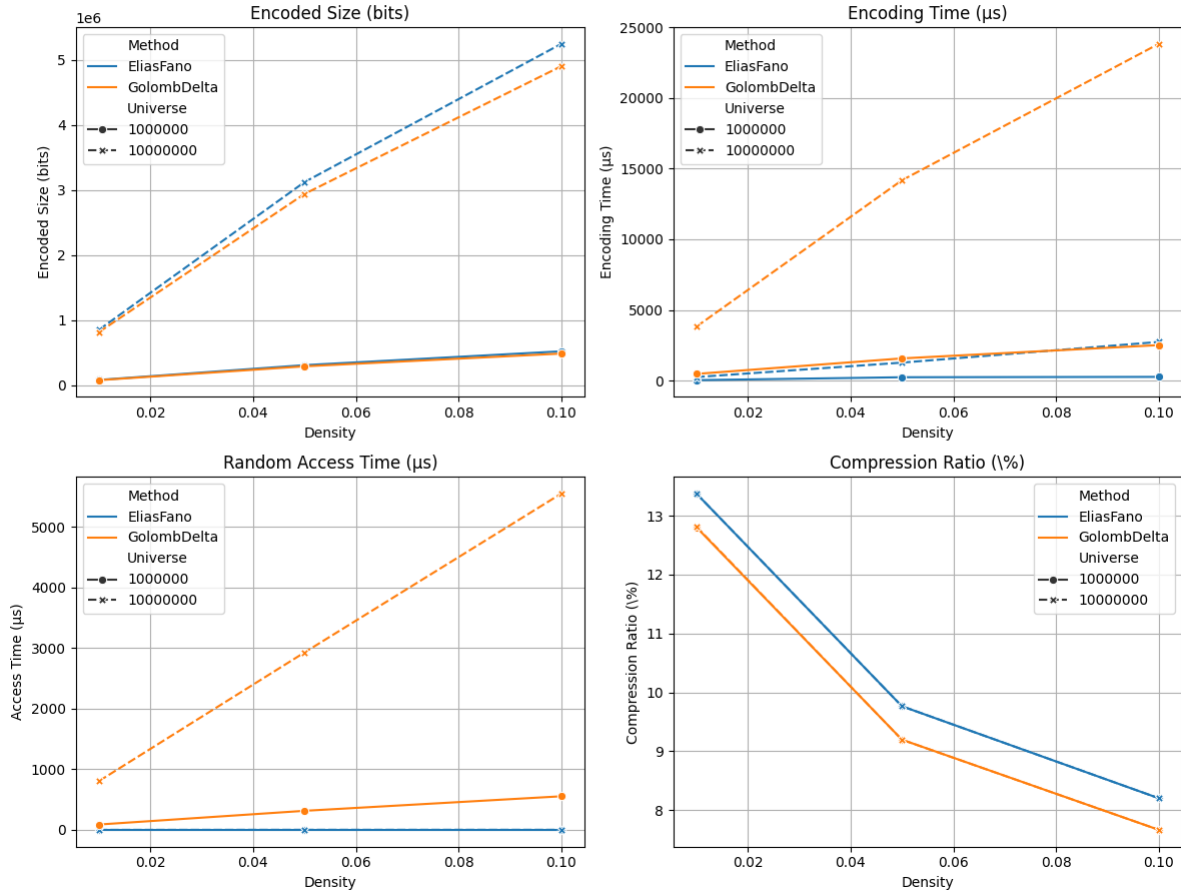 Encoded Size (bits)
1e6
Method
EliasFano
GolombDelta
Universe
1000000
10000000
5
4
3
2
1
0
Encoded Size (bits)
0.02
0.04
0.06
0.08
0.10
Density
Encoding Time (µs)
Method
EliasFano
GolombDelta
Universe
1000000
10000000
25000
20000
15000
10000
5000
0
Encoding Time (µs)
0.02
0.04
0.06
0.08
0.10
Density
Random Access Time (µs)
Method
EliasFano
GolombDelta
Universe
1000000
10000000
5000
4000
3000
2000
1000
0
Access Time (µs)
0.02
0.04
0.06
0.08
0.10
Density
Compression Ratio (\%)
Method
EliasFano
GolombDelta
Universe
1000000
10000000
13
12
11
10
9
8
Compression Ratio (\%)
0.02
0.04
0.06
0.08
0.10
Density